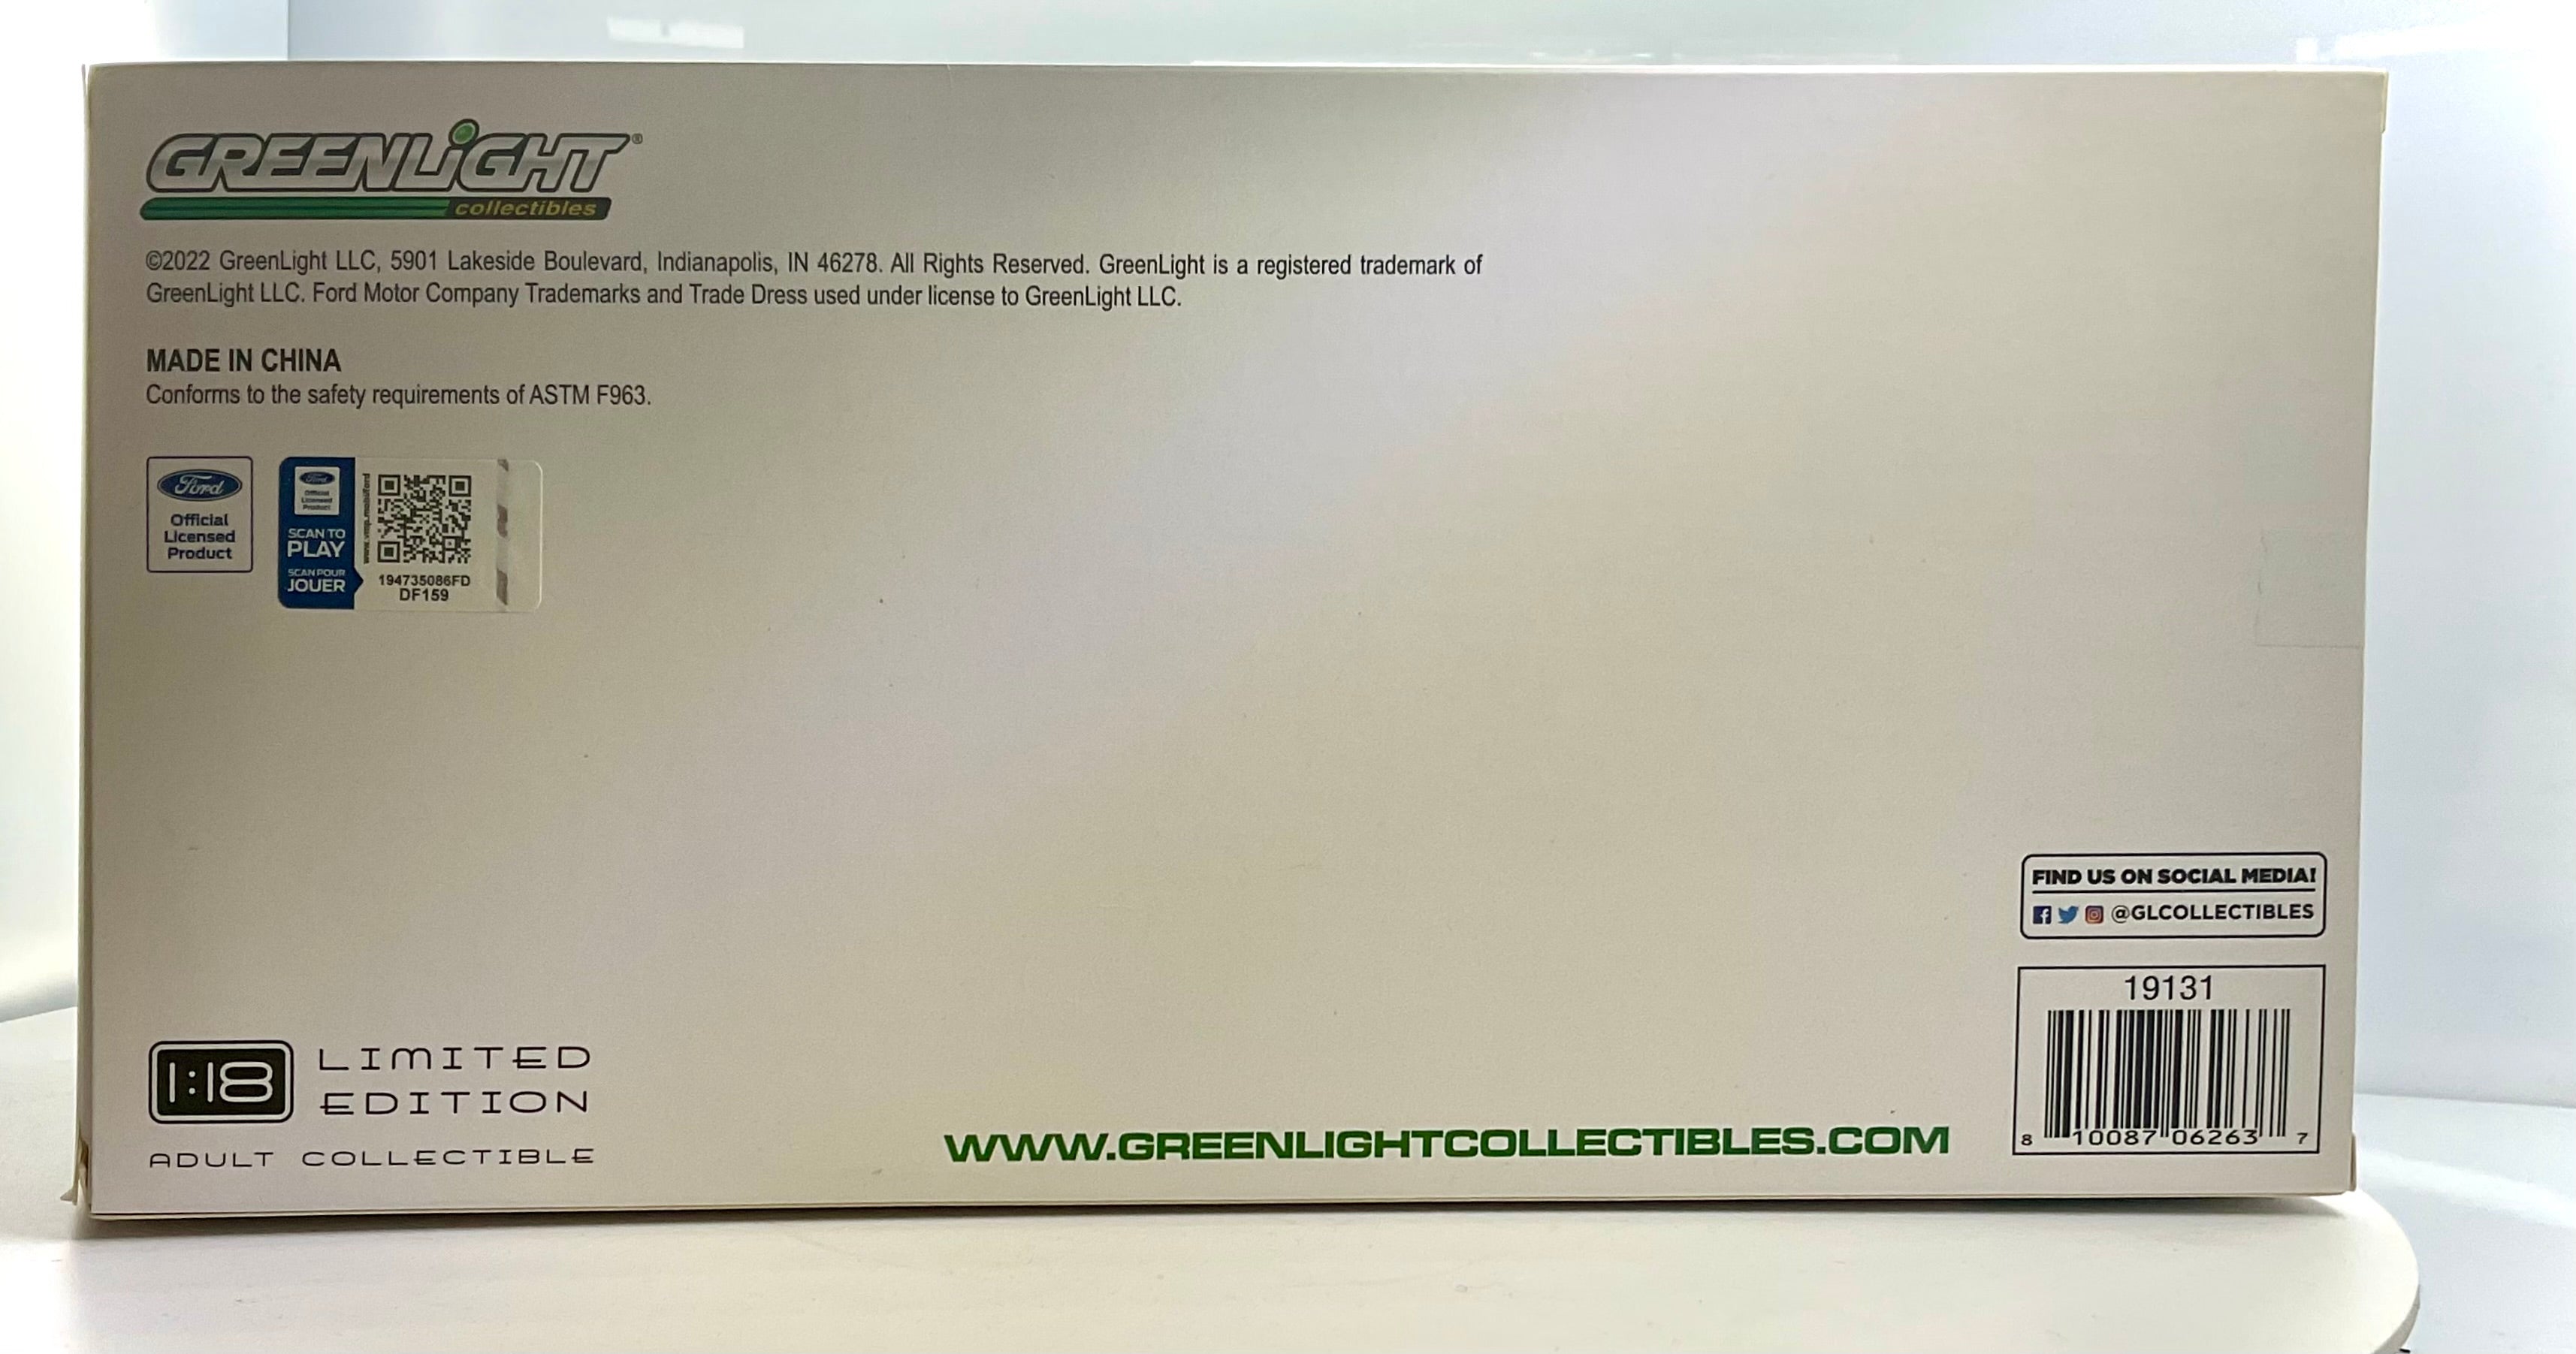 GREENLiGHT®
collectibles
©2022 GreenLight LLC, 5901 Lakeside Boulevard, Indianapolis, IN 46278. All Rights Reserved. GreenLight is a registered trademark of
GreenLight LLC. Ford Motor Company Trademarks and Trade Dress used under license to GreenLight LLC.
MADE IN CHINA
Conforms to the safety requirements of ASTM F963.
Ford
Official
Licensed
Product
Ford
Official
Licensed
Product
SCAN TO
PLAY
SCAN POUR
JOUER
194735086FD
DF159
FIND US ON SOCIAL MEDIA!
@GLCOLLECTIBLES
19131
8 10087 06263 7
1:18
LIMITED
EDITION
ADULT COLLECTIBLE
WWW.GREENLIGHTCOLLECTIBLES.COM